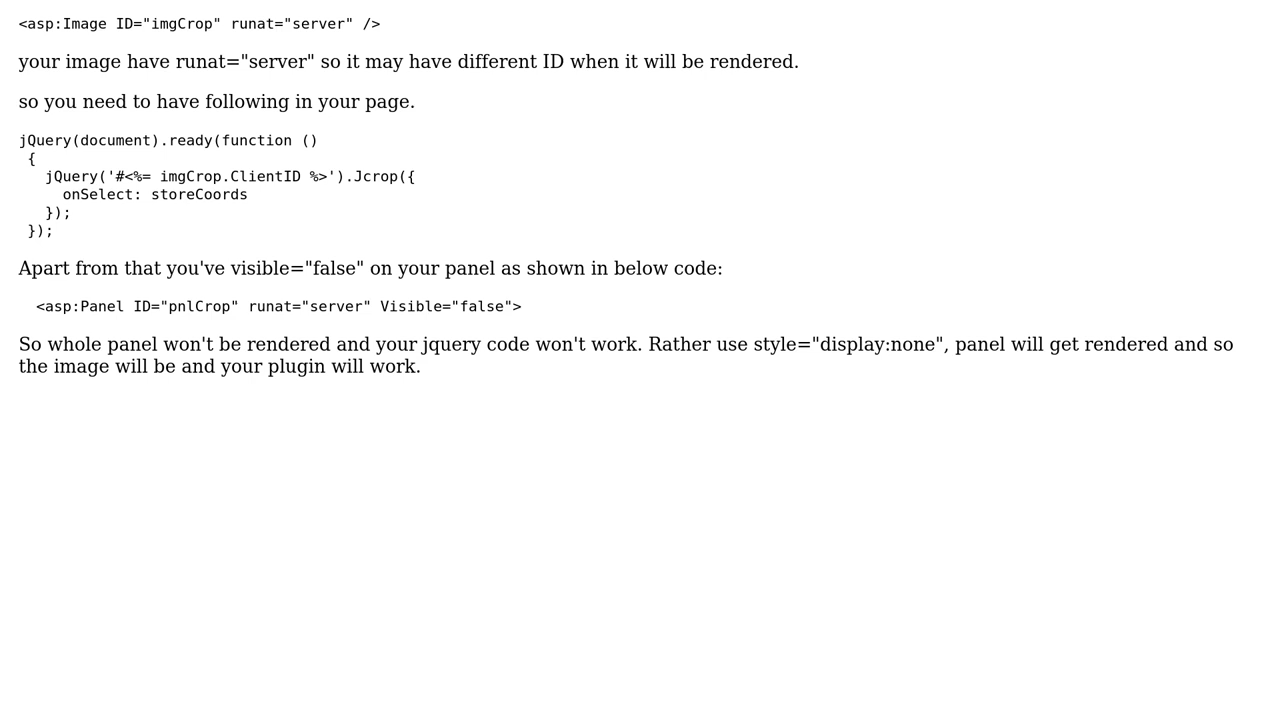 <asp:Image ID="imgCrop" runat="server" />
your image have runat="server" so it may have different ID when it will be rendered.
so you need to have following in your page.
jQuery(document).ready(function ()
 {
   jQuery('#<%= imgCrop.ClientID %>').Jcrop({
     onSelect: storeCoords
   });
 });
Apart from that you've visible="false" on your panel as shown in below code:
  <asp:Panel ID="pnlCrop" runat="server" Visible="false">
So whole panel won't be rendered and your jquery code won't work. Rather use style="display:none", panel will get rendered and so
the image will be and your plugin will work.